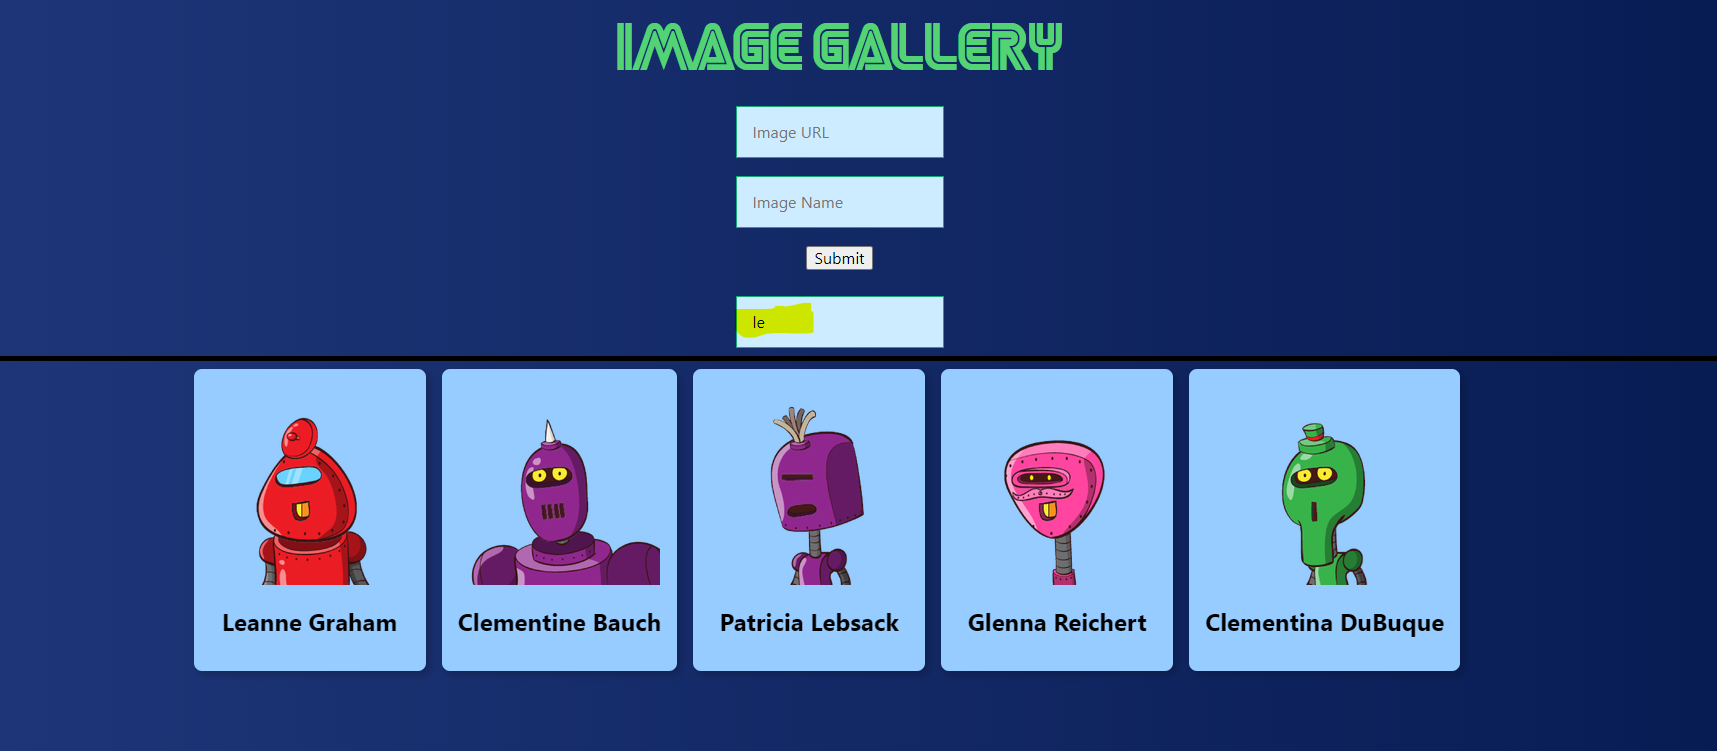 IMAGE GALLERY
Image URL
Image Name
Submit
le
Leanne Graham
Clementine Bauch
Patricia Lebsack
Glenna Reichert
Clementina DuBuque